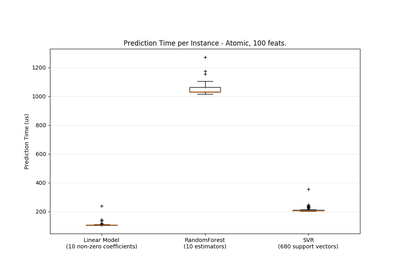 Prediction Time per Instance - Atomic, 100 feats.
Prediction Time (us)
1200
1000
800
600
400
200
Linear Model
(10 non-zero coefficients)
RandomForest
(10 estimators)
SVR
(680 support vectors)